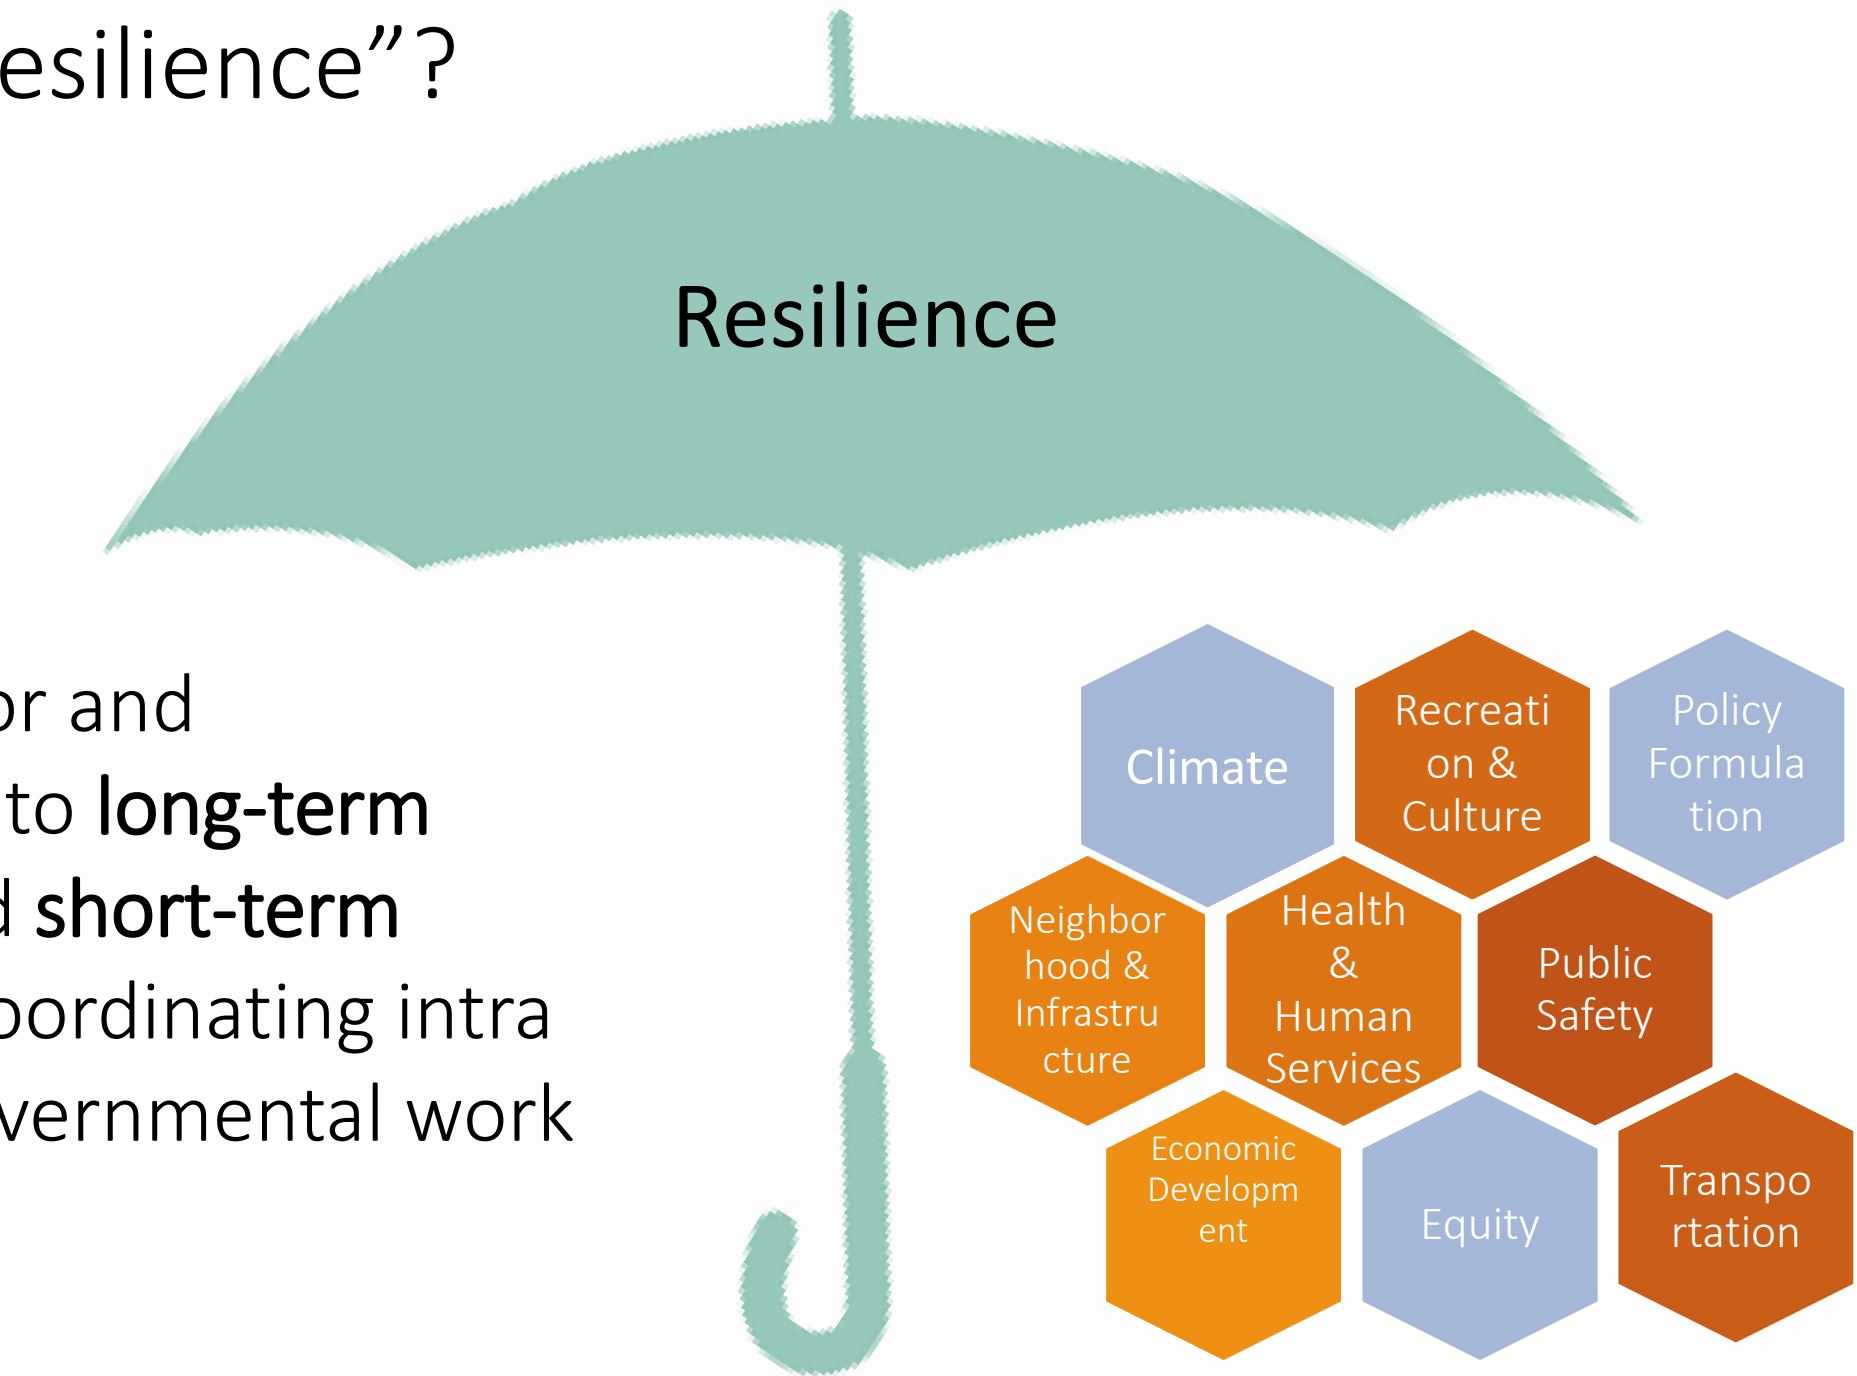 esilience”?
Resilience
or and
to long-term
d short-term
oordinating intra
vernmental work
Climate
Recreati
on &
Culture
Policy
Formula
tion
Neighbor
hood &
Infrastru
cture
Health
&
Human
Services
Public
Safety
Economic
Developm
ent
Equity
Transpo
rtation